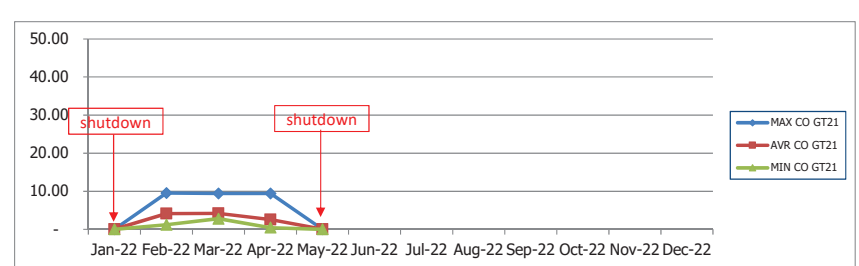 50.00
40.00
30.00
20.00
10.00
-
shutdown
shutdown
MAX CO GT21
AVR CO GT21
MIN CO GT21
Jan-22 Feb-22 Mar-22 Apr-22 May-22 Jun-22 Jul-22 Aug-22 Sep-22 Oct-22 Nov-22 Dec-22